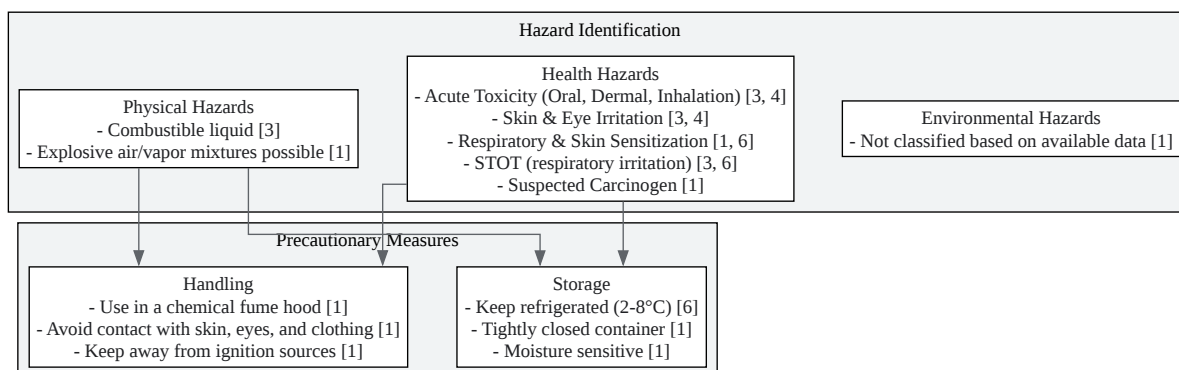 Hazard Identification
Physical Hazards
- Combustible liquid [3]
- Explosive air/vapor mixtures possible [1]
Health Hazards
- Acute Toxicity (Oral, Dermal, Inhalation) [3, 4]
- Skin & Eye Irritation [3, 4]
- Respiratory & Skin Sensitization [1, 6]
- STOT (respiratory irritation) [3, 6]
- Suspected Carcinogen [1]
Environmental Hazards
- Not classified based on available data [1]
Precautionary Measures
Handling
- Use in a chemical fume hood [1]
- Avoid contact with skin, eyes, and clothing [1]
- Keep away from ignition sources [1]
Storage
- Keep refrigerated (2-8°C) [6]
- Tightly closed container [1]
- Moisture sensitive [1]